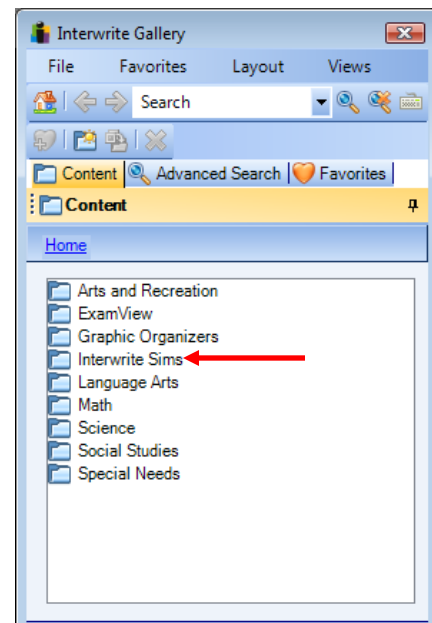 Interwrite Gallery
File Favorites Layout Views
Search
Content Advanced Search Favorites
Content
Home
Arts and Recreation
ExamView
Graphic Organizers
Interwrite Sims
Language Arts
Math
Science
Social Studies
Special Needs